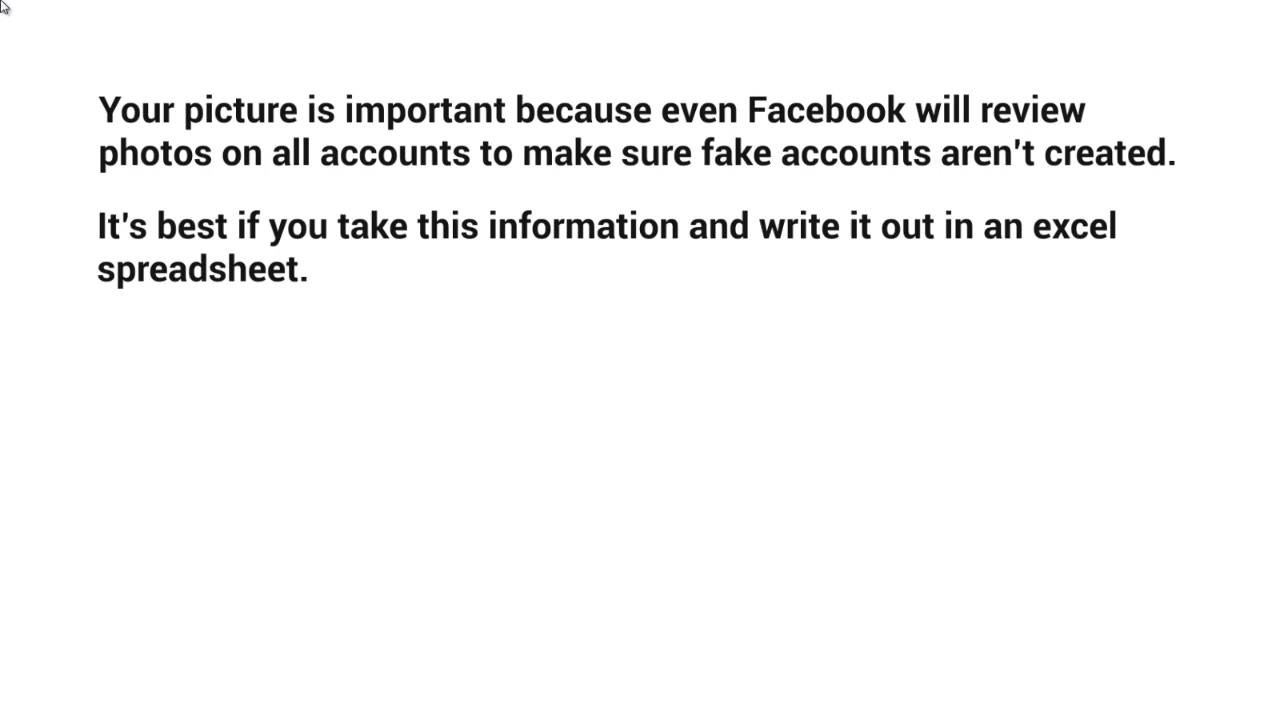 Your picture is important because even Facebook will review
photos on all accounts to make sure fake accounts aren't created.
It's best if you take this information and write it out in an excel
spreadsheet.